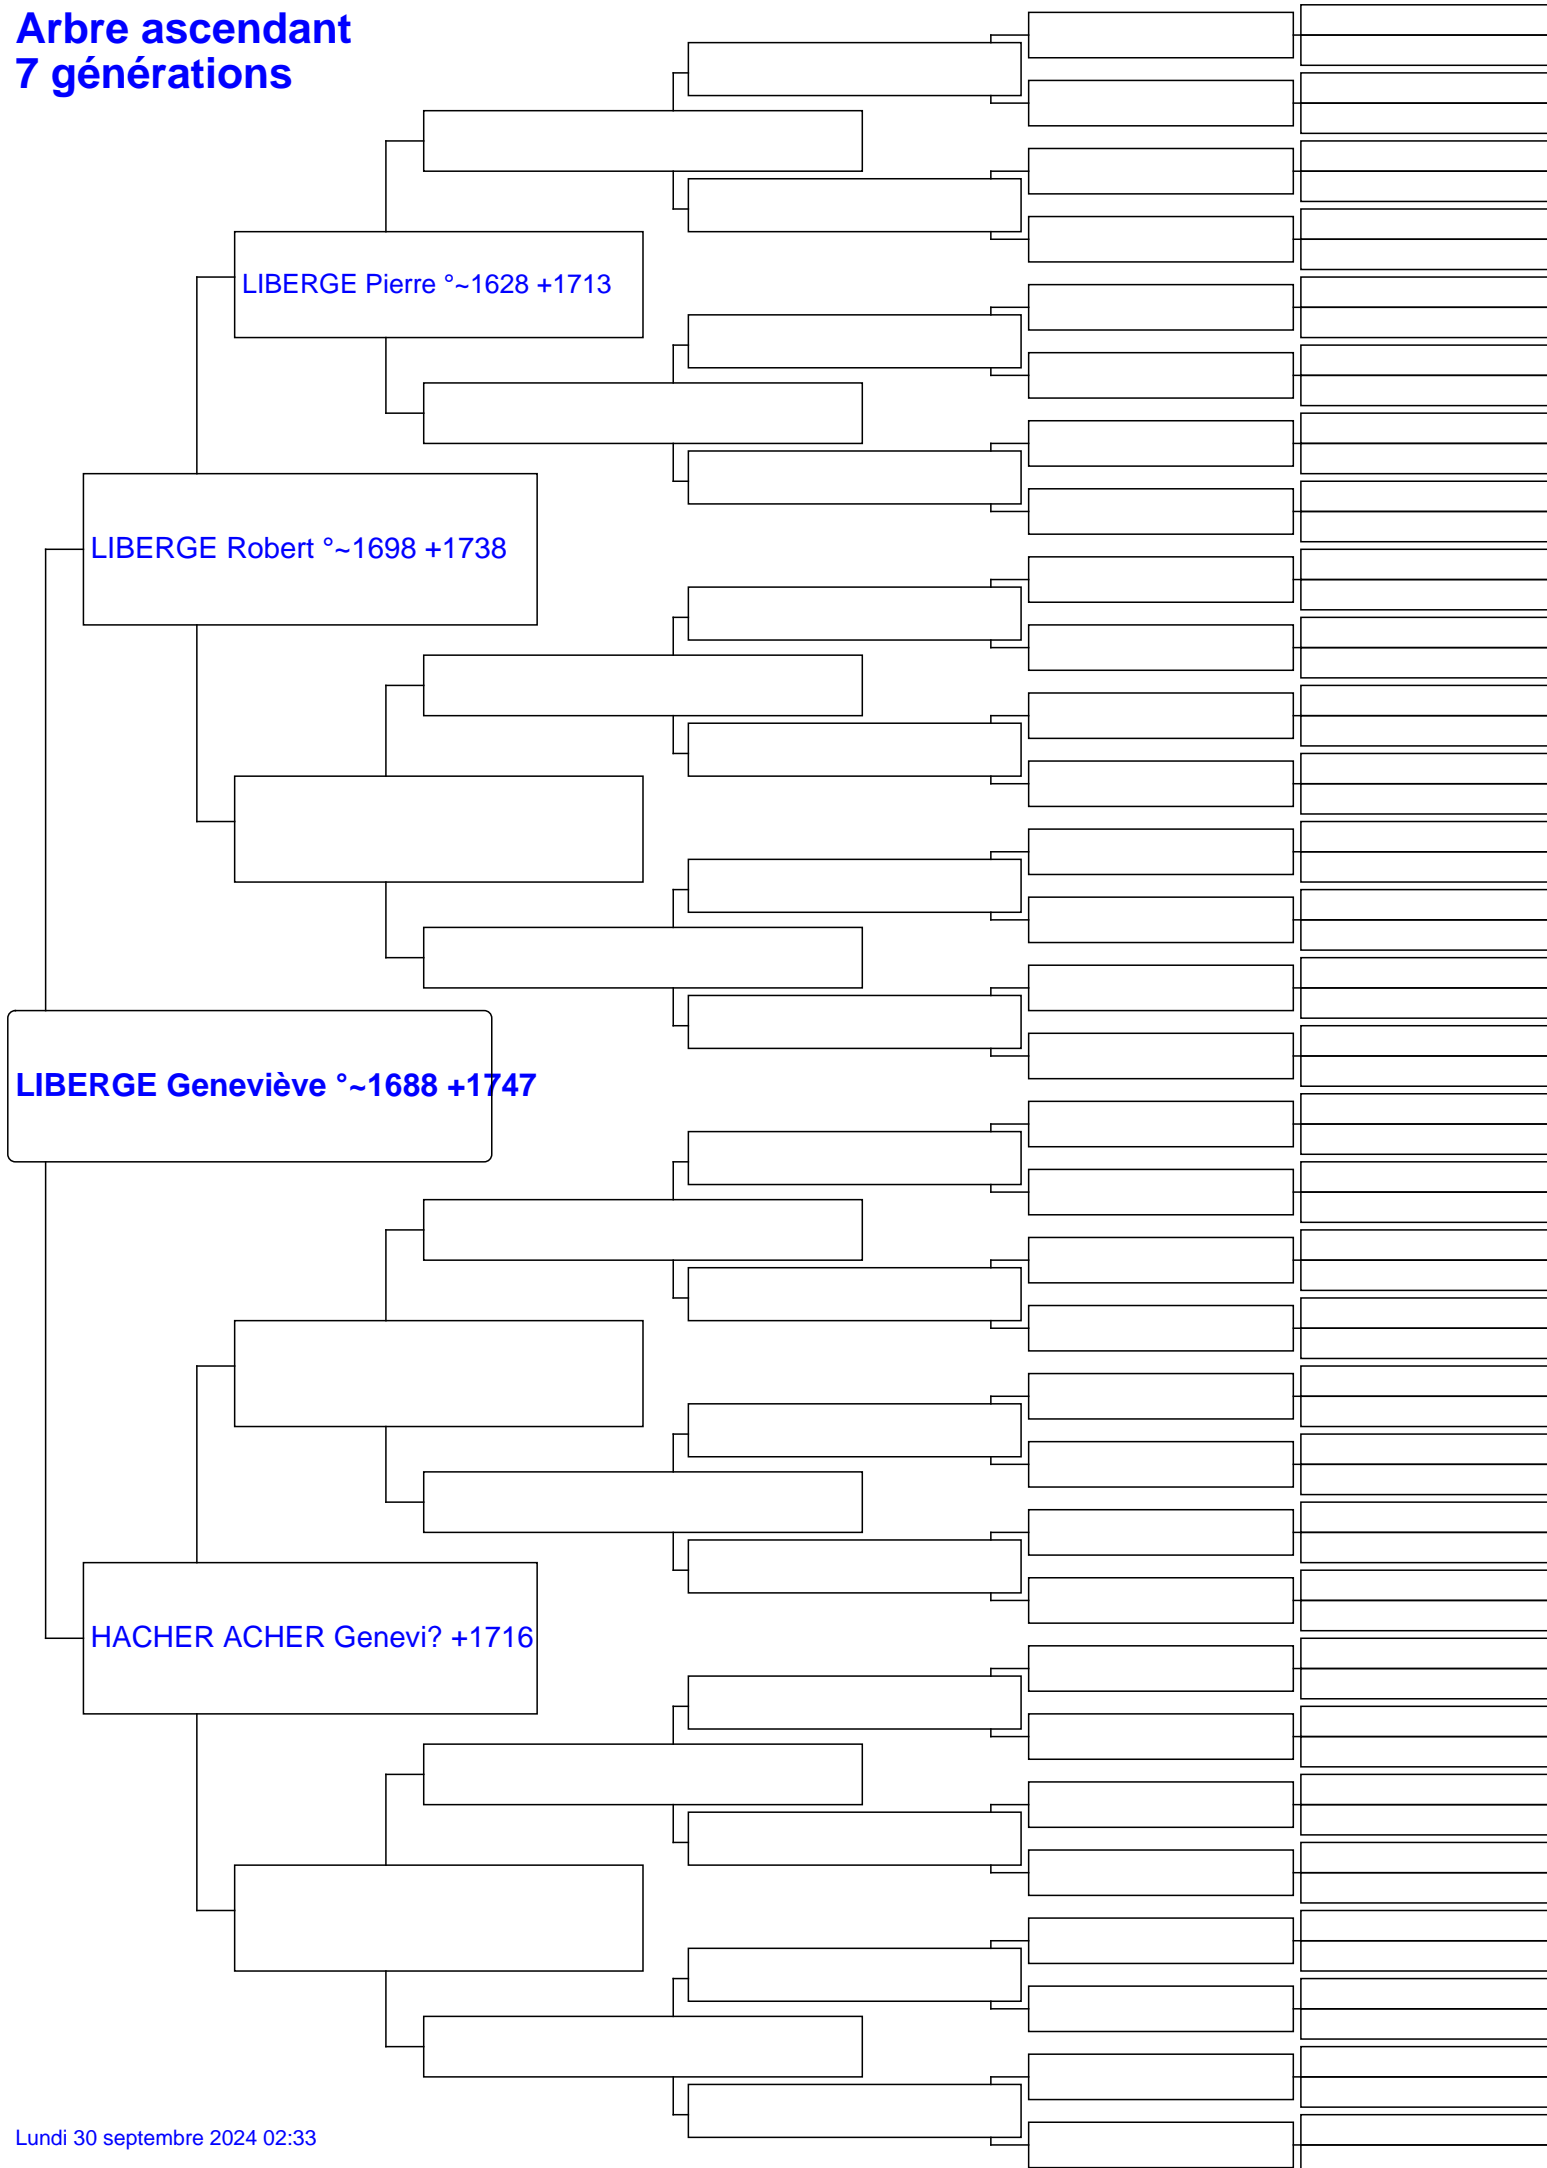 Arbre ascendant
7 générations
LIBERGE Pierre °~1628 +1713
LIBERGE Robert °~1698 +1738
LIBERGE Geneviève °~1688 +1747
HACHER ACHER Genevi? +1716
Lundi 30 septembre 2024 02:33